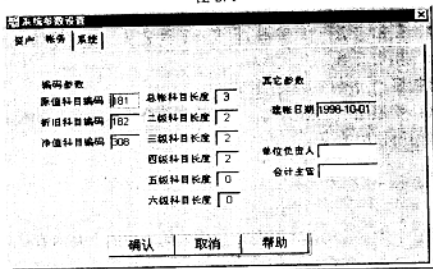 系统参数设置
资产 帐务 系统
编码参数
原值科目编码 181
折旧科目编码 182
净值科目编码 308
总帐科目长度 3
二级科目长度 2
三级科目长度 2
四级科目长度 2
五级科目长度 0
六级科目长度 0
其它参数
建帐日期 1998-10-01
单位负责人
会计主管
确认 取消 帮助